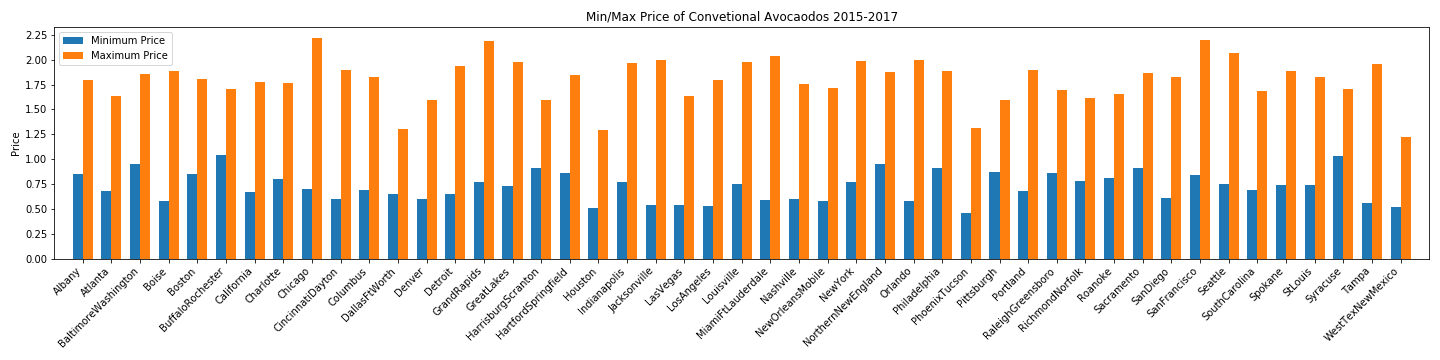 Min/Max Price of Convetional Avocaodos 2015-2017
Minimum Price
Maximum Price
Price
2.25
2.00
1.75
1.50
1.25
1.00
0.75
0.50
0.25
0.00
Albany
Atlanta
BaltimoreWashington
Boise
Boston
BuffaloRochester
California
Charlotte
Chicago
CincinnatiDayton
Columbus
DallasFtWorth
Denver
Detroit
GrandRapids
GreatLakes
HarrisburgScranton
HartfordSpringfield
Houston
Indianapolis
Jacksonville
LasVegas
LosAngeles
Louisville
MiamiFtLauderdale
Nashville
NewOrleansMobile
NewYork
NorthernNewEngland
Orlando
Philadelphia
PhoenixTucson
Pittsburgh
Portland
RaleighGreensboro
RichmondNorfolk
Roanoke
Sacramento
SanDiego
SanFrancisco
Seattle
SouthCarolina
Spokane
StLouis
Syracuse
Tampa
WestTexNewMexico